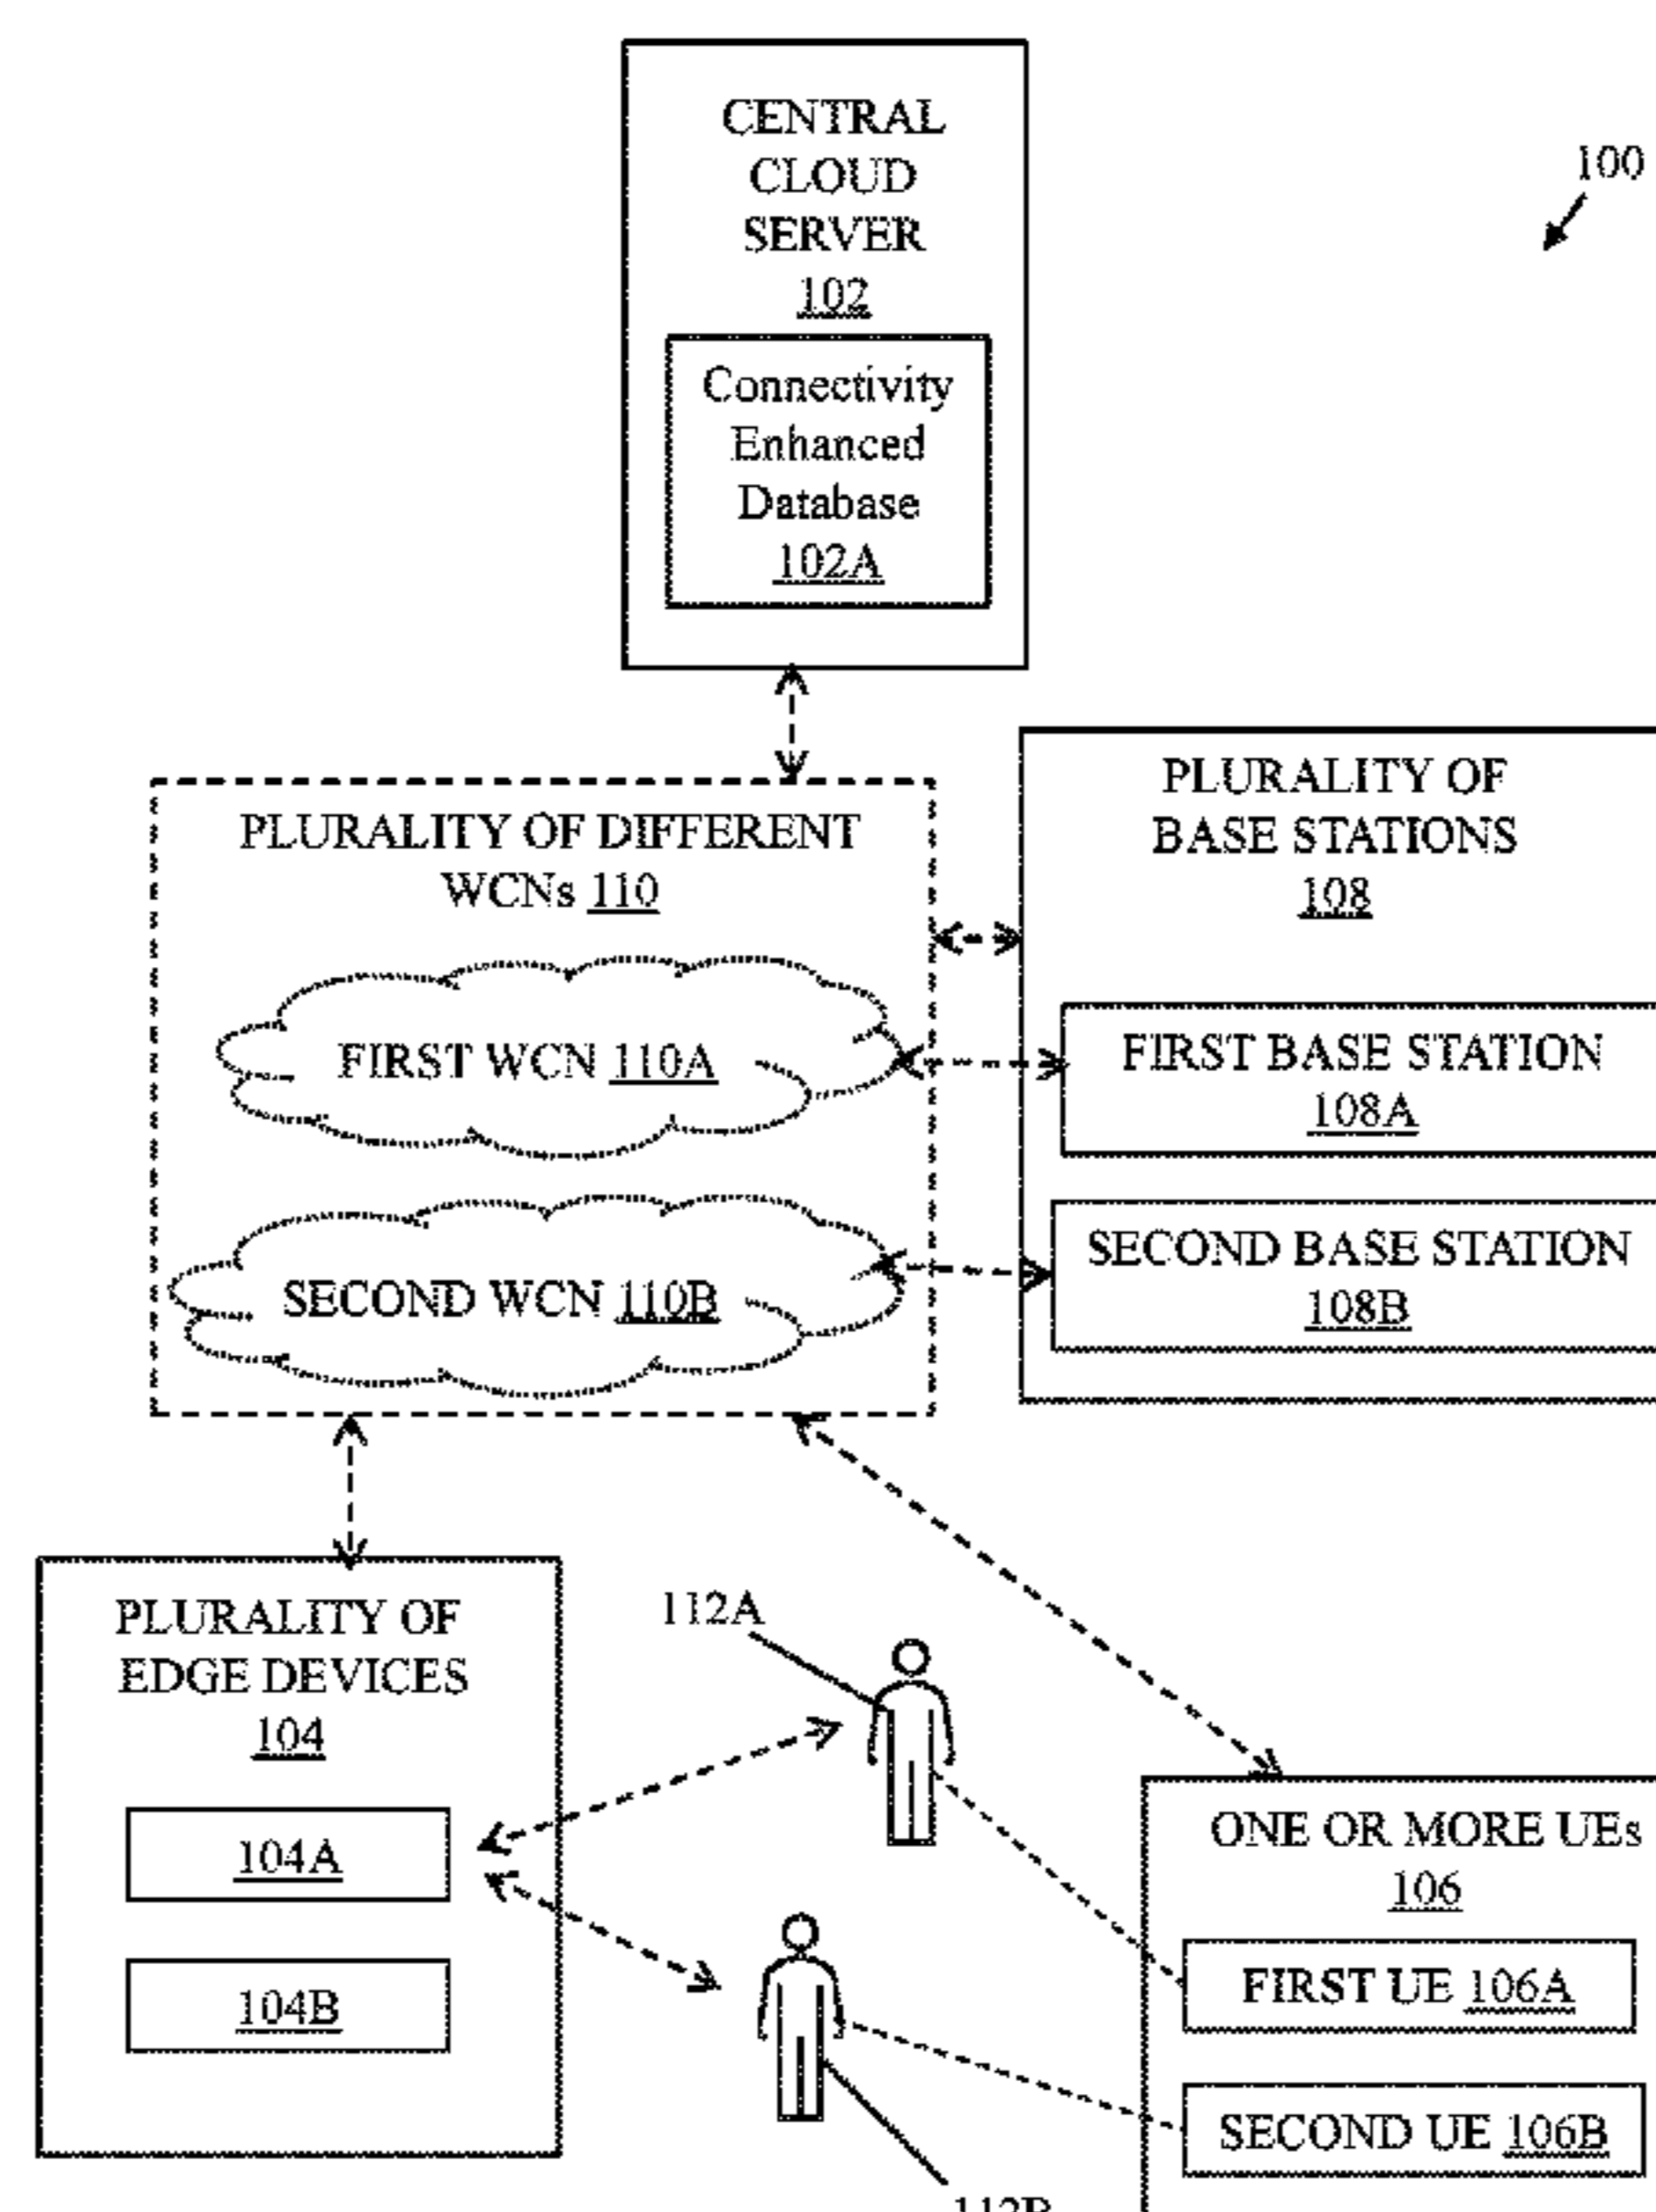 CENTRAL
CLOUD
SERVER
102
Connectivity
Enhanced
Database
102A
100
PLURALITY OF DIFFERENT
WCNs 110
FIRST WCN 110A
SECOND WCN 110B
PLURALITY OF
BASE STATIONS
108
FIRST BASE STATION
108A
SECOND BASE STATION
108B
PLURALITY OF
EDGE DEVICES
104
104A
104B
112A
112B
ONE OR MORE UEs
106
FIRST UE 106A
SECOND UE 106B